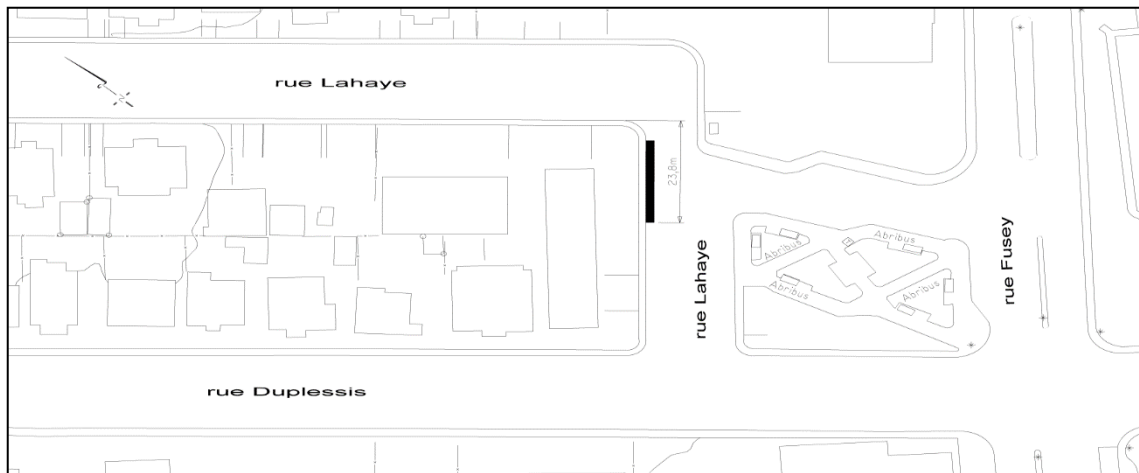 rue Lahaye
N
23,8m
Abribus
Abribus
Abribus
Abribus
rue Lahaye
rue Fusey
rue Duplessis